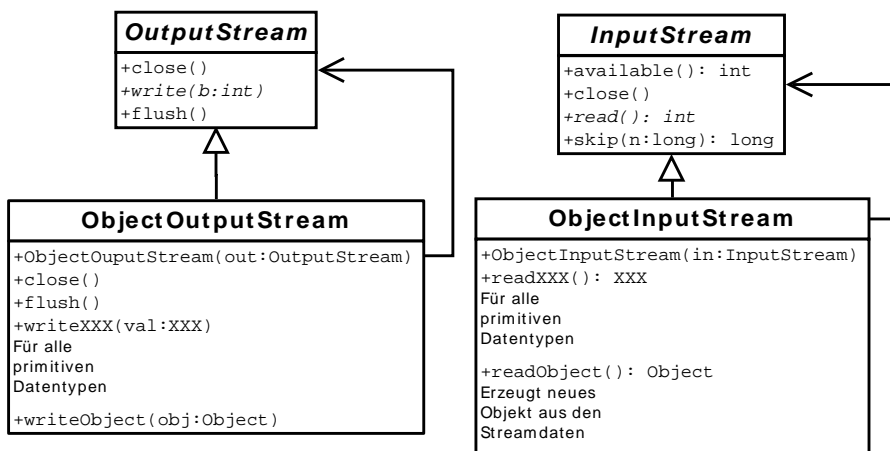 OutputStream
+close()
+write(b:int)
+flush()
ObjectOutputStream
+ObjectOuputStream(out:OutputStream)
+close()
+flush()
+writeXXX(val:XXX)
Für alle
primitiven
Datentypen
+writeObject(obj:Object)
InputStream
+available(): int
+close()
+read(): int
+skip(n:long): long
ObjectInputStream
+ObjectInputStream(in:InputStream)
+readXXX(): XXX
Für alle
primitiven
Datentypen
+readObject(): Object
Erzeugt neues
Objekt aus den
Streamdaten